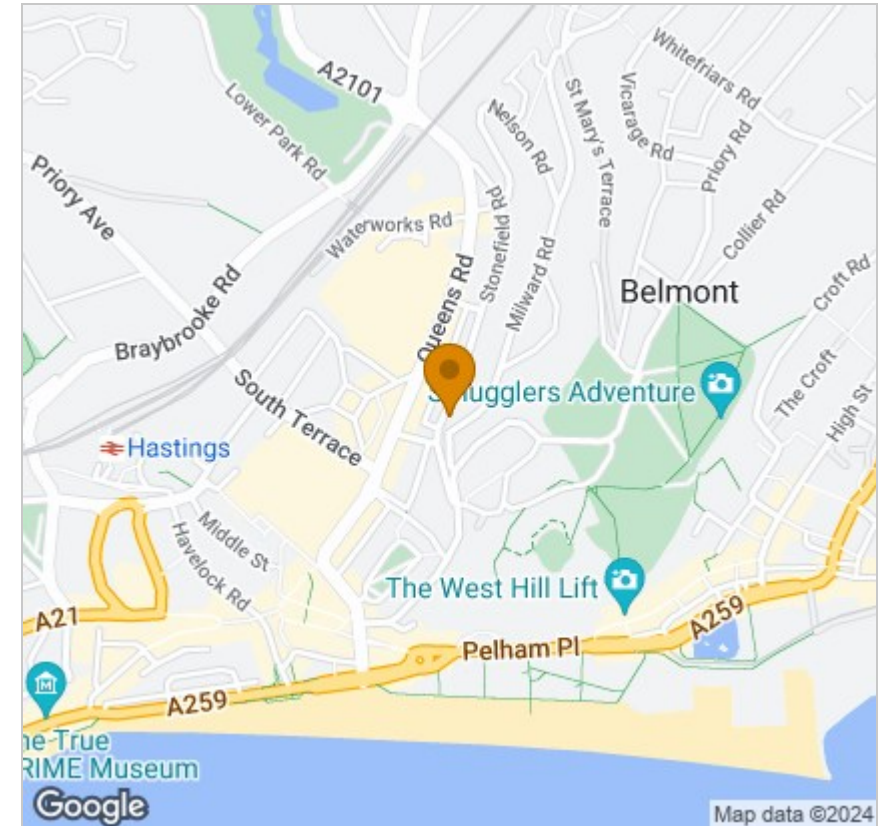 A2101
Whitefriars Rd
Lower Park Rd
Nelson Rd
St Mary's Terrace
Vicarage Rd
Priory Rd
Priory Ave
Waterworks Rd
Stonefield Rd
Collier Rd
Queens Rd
Milward Rd
Belmont
Croft Rd
Braybrooke Rd
South Terrace
Smugglers Adventure
The Croft
High St
Hastings
Middle St
Havelock Rd
The West Hill Lift
A21
A259
Pelham Pl
A259
he True
RIME Museum
Google
Map data ©2024